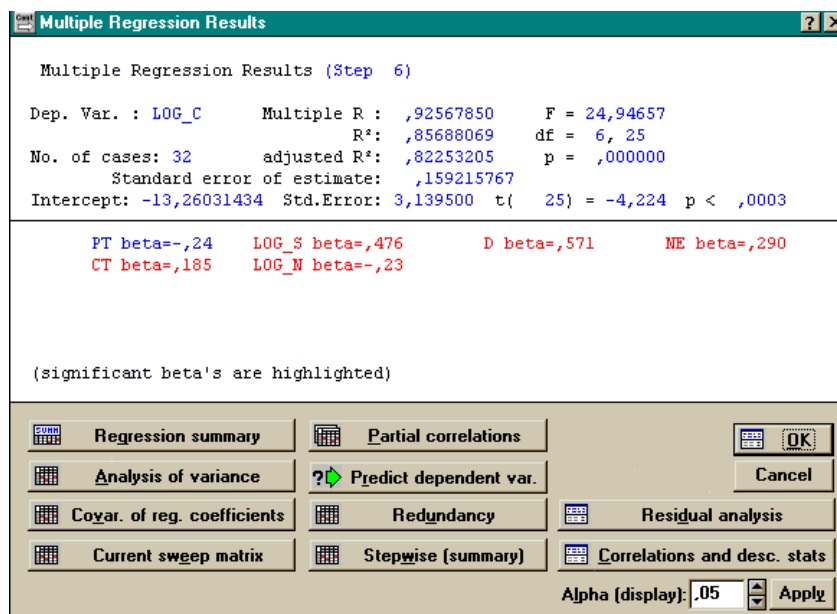 Multiple Regression Results
Multiple Regression Results (Step 6)
Dep. Var. : LOG_C Multiple R : ,92567850 F = 24,94657
R²: ,85688069 df = 6, 25
No. of cases: 32 adjusted R²: ,82253205 p = ,000000
Standard error of estimate: ,159215767
Intercept: -13,26031434 Std.Error: 3,139500 t( 25) = -4,224 p < ,0003
PT beta=-,24 LOG_S beta=,476 D beta=,571 NE beta=,290
CT beta=,185 LOG_N beta=-,23
(significant beta's are highlighted)
Regression summary Partial correlations OK
Analysis of variance Predict dependent var. Cancel
Covar. of reg. coefficients Redundancy Residual analysis
Current sweep matrix Stepwise (summary) Correlations and desc. stats
Alpha (display): ,05 Apply